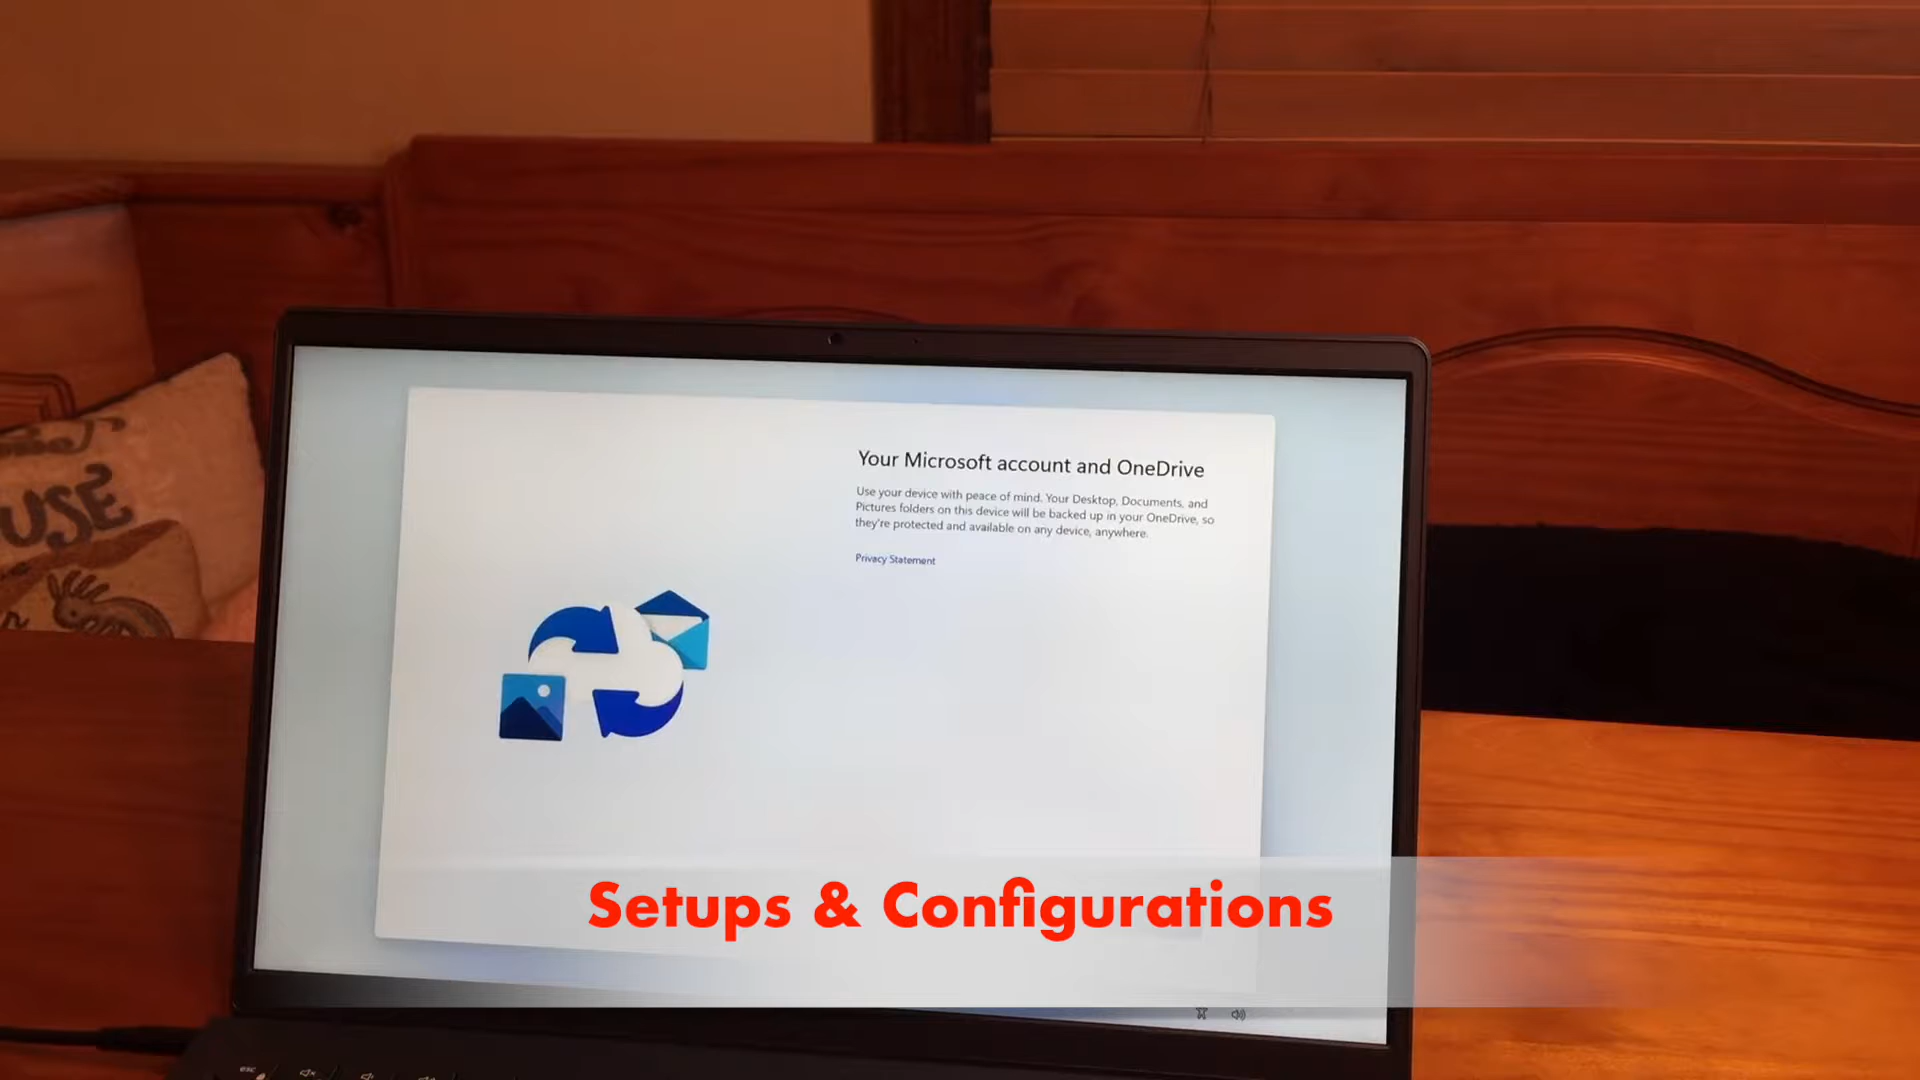 USE
Your Microsoft account and OneDrive
Use your device with peace of mind. Your Desktop, Documents, and
Pictures folders on this device will be backed up in your OneDrive, so
they're protected and available on any device, anywhere.
Privacy Statement
Setups & Configurations
esc